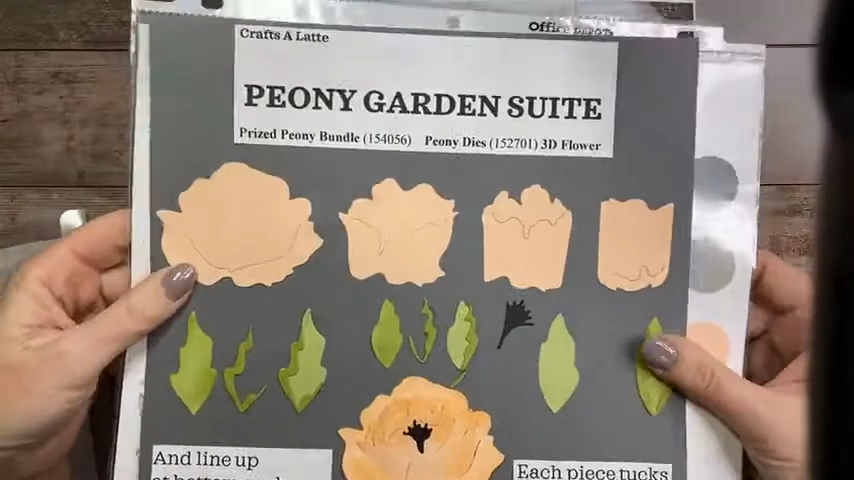 Office DEPOT
Crafts A Latte
PEONY GARDEN SUITE
Prized Peony Bundle (154056) Peony Dies (152701) 3D Flower
And line up
Each piece tucks